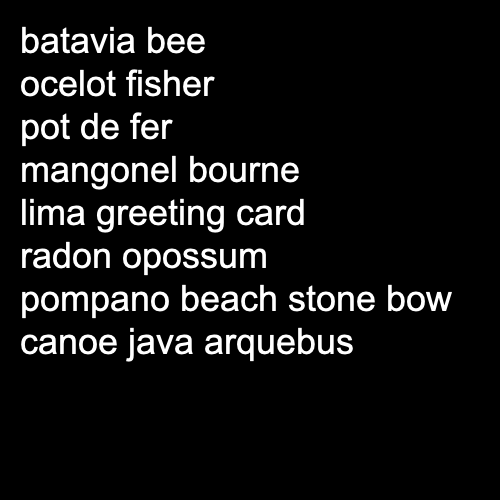 batavia bee
ocelot fisher
pot de fer
mangonel bourne
lima greeting card
radon opossum
pompano beach stone bow
canoe java arquebus